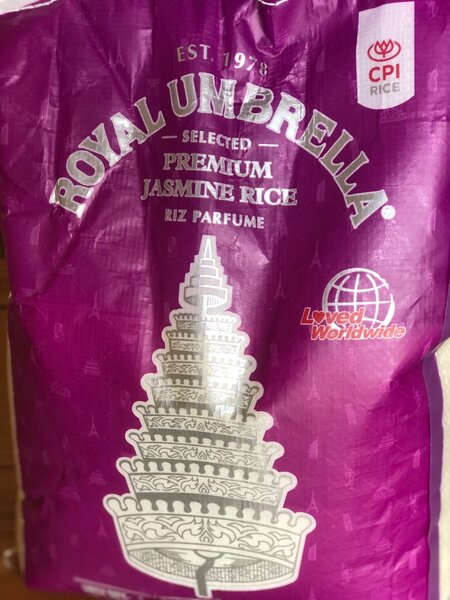 EST. 1978
CPI
RICE
ROYAL UMBRELLA®
SELECTED
PREMIUM
JASMINE RICE
RIZ PARFUME
Loved
Worldwide